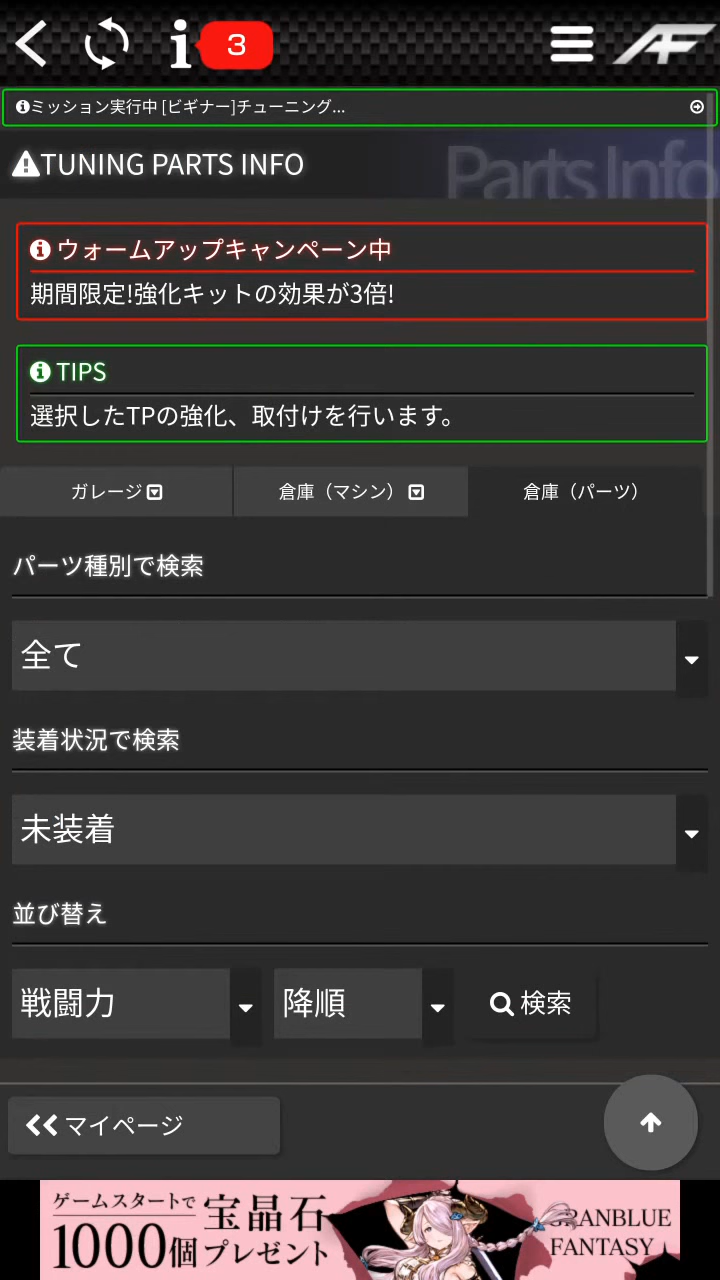 3
AF
ミッション実行中 [ビギナー]チューニング...
TUNING PARTS INFO
Parts Info
ウォームアップキャンペーン中
期間限定!強化キットの効果が3倍!
TIPS
選択したTPの強化、取付けを行います。
ガレージ 倉庫（マシン） 倉庫（パーツ）
パーツ種別で検索
全て
装着状況で検索
未装着
並び替え
戦闘力 降順 検索
マイページ
ゲームスタートで
1000個
宝晶石
プレゼント
GRANBLUE
FANTASY